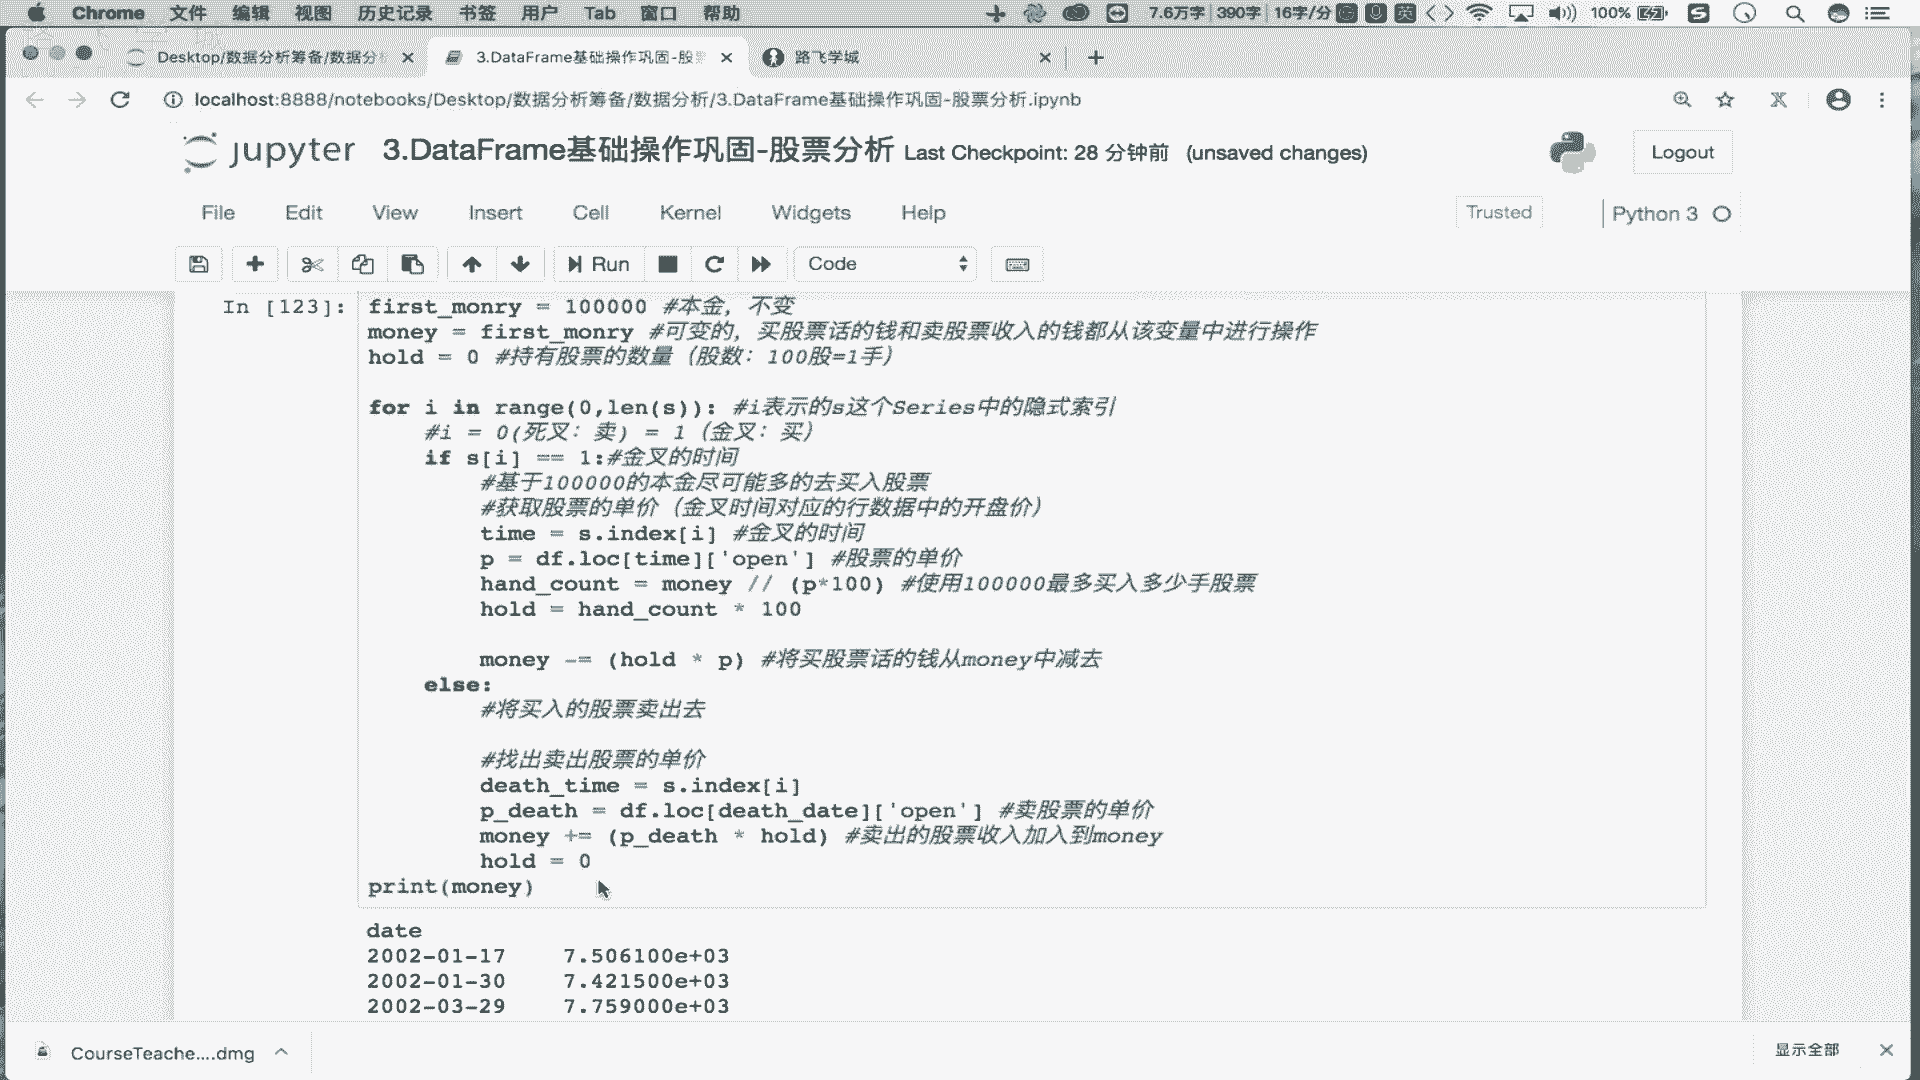 Chrome 文件 编辑 视图 历史记录 书签 用户 Tab 窗口 帮助 7.6万字 390字 16字/分 英 100%
Desktop/数据分析筹备/数据分 3.DataFrame基础操作巩固-股 路飞学城
localhost:8888/notebooks/Desktop/数据分析筹备/数据分析/3.DataFrame基础操作巩固-股票分析.ipynb
jupyter 3.DataFrame基础操作巩固-股票分析 Last Checkpoint: 28 分钟前 (unsaved changes) Logout
File Edit View Insert Cell Kernel Widgets Help Trusted Python 3
Run Code
In [123]: first_monry = 100000 #本金，不变
money = first_monry #可变的，买股票话的钱和卖股票收入的钱都从该变量中进行操作
hold = 0 #持有股票的数量（股数：100股=1手）
for i in range(0,len(s)): #i表示的s这个Series中的隐式索引
#i = 0(死叉：卖) = 1（金叉：买）
if s[i] == 1:#金叉的时间
#基于100000的本金尽可能多的去买入股票
#获取股票的单价（金叉时间对应的行数据中的开盘价）
time = s.index[i] #金叉的时间
p = df.loc[time]['open'] #股票的单价
hand_count = money // (p*100) #使用100000最多买入多少手股票
hold = hand_count * 100
money -= (hold * p) #将买股票话的钱从money中减去
else:
#将买入的股票卖出去
#找出卖出股票的单价
death_time = s.index[i]
p_death = df.loc[death_date]['open'] #卖股票的单价
money += (p_death * hold) #卖出的股票收入加入到money
hold = 0
print(money)
date
2002-01-17 7.506100e+03
2002-01-30 7.421500e+03
2002-03-29 7.759000e+03
CourseTeache....dmg 显示全部